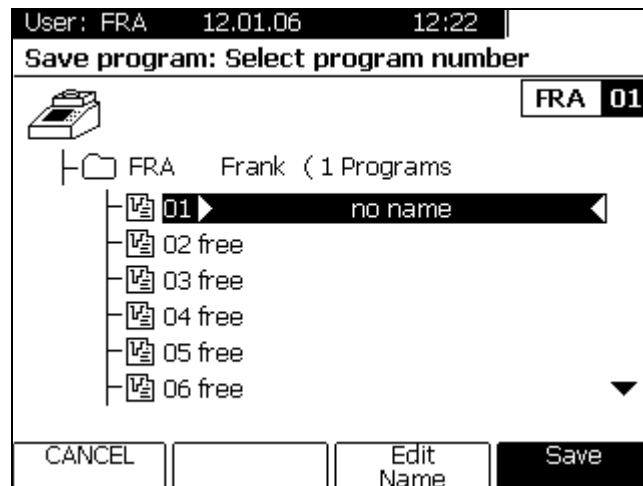 User: FRA 12.01.06 12:22
Save program: Select program number
FRA 01
FRA Frank ( 1 Programs
01 no name
02 free
03 free
04 free
05 free
06 free
CANCEL Edit Name Save